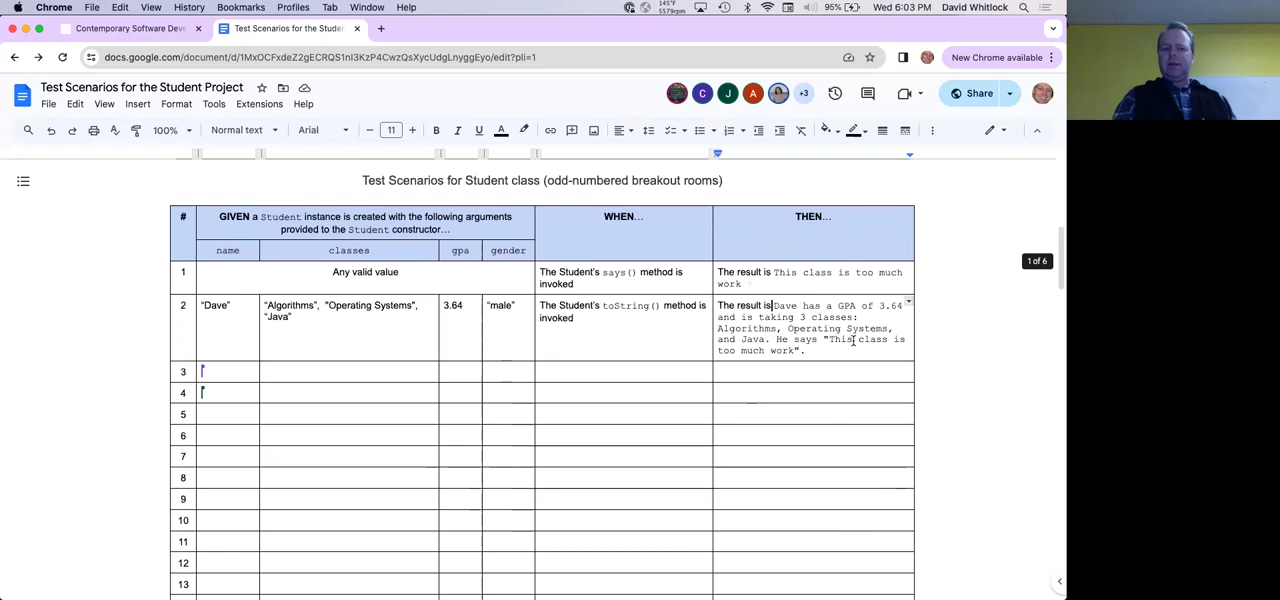 Chrome File Edit View History Bookmarks Profiles Tab Window Help 145°F 5579rpm 95% Wed 6:03 PM David Whitlock
Contemporary Software Deve
Test Scenarios for the Studen
docs.google.com/document/d/1MxOCFxdeZ2gECRQS1nI3KzP4CwzQsXycUdgLnyggEyo/edit?pli=1
New Chrome available
Test Scenarios for the Student Project
C J A +3 Share
File Edit View Insert Format Tools Extensions Help
100% Normal text Arial 11 B I U A
Test Scenarios for Student class (odd-numbered breakout rooms)
# GIVEN a Student instance is created with the following arguments
provided to the Student constructor…
WHEN… THEN…
name classes gpa gender
1 Any valid value The Student's says() method is
invoked
The result is This class is too much
work
2 “Dave” “Algorithms”, “Operating Systems”,
“Java”
3.64 “male” The Student's toString() method is
invoked
The result is Dave has a GPA of 3.64
and is taking 3 classes:
Algorithms, Operating Systems,
and Java. He says "This class is
too much work".
3
4
5
6
7
8
9
10
11
12
13
1 of 6